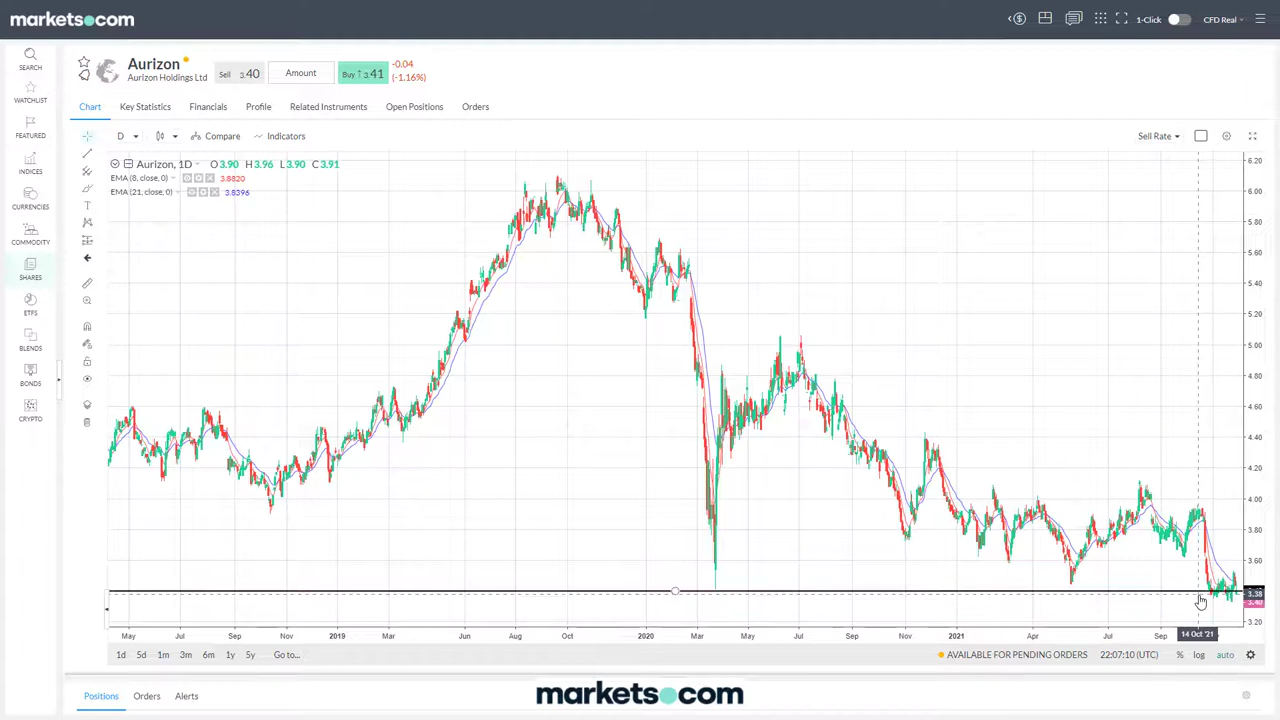 markets.com
1-Click
CFD Real
SEARCH
WATCHLIST
FEATURED
INDICES
CURRENCIES
COMMODITY
SHARES
ETFS
BLENDS
BONDS
CRYPTO
Aurizon
Aurizon Holdings Ltd
Sell 3.40
Amount
Buy ↑ 3.41
-0.04
(-1.16%)
Chart
Key Statistics
Financials
Profile
Related Instruments
Open Positions
Orders
D
Compare
Indicators
Sell Rate
Aurizon, 1D O3.90 H3.96 L3.90 C3.91
EMA (8, close, 0) 3.8820
EMA (21, close, 0) 3.8396
6.20
6.00
5.80
5.60
5.40
5.20
5.00
4.80
4.60
4.40
4.20
4.00
3.80
3.60
3.38
3.40
3.20
May Jul Sep Nov 2019 Mar Jun Aug Oct 2020 Mar May Jul Sep Nov 2021 Apr Jul Sep
14 Oct '21
1d 5d 1m 3m 6m 1y 5y Go to...
AVAILABLE FOR PENDING ORDERS 22:07:10 (UTC) % log auto
Positions
Orders
Alerts
markets.com